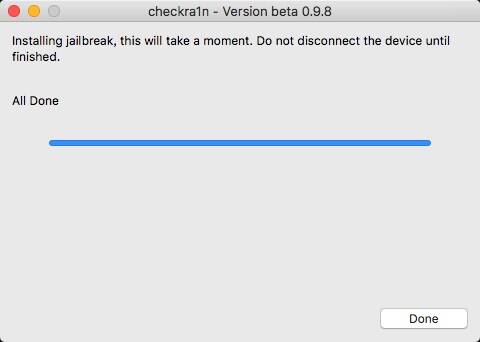 checkra1n - Version beta 0.9.8
Installing jailbreak, this will take a moment. Do not disconnect the device until
finished.
All Done
Done